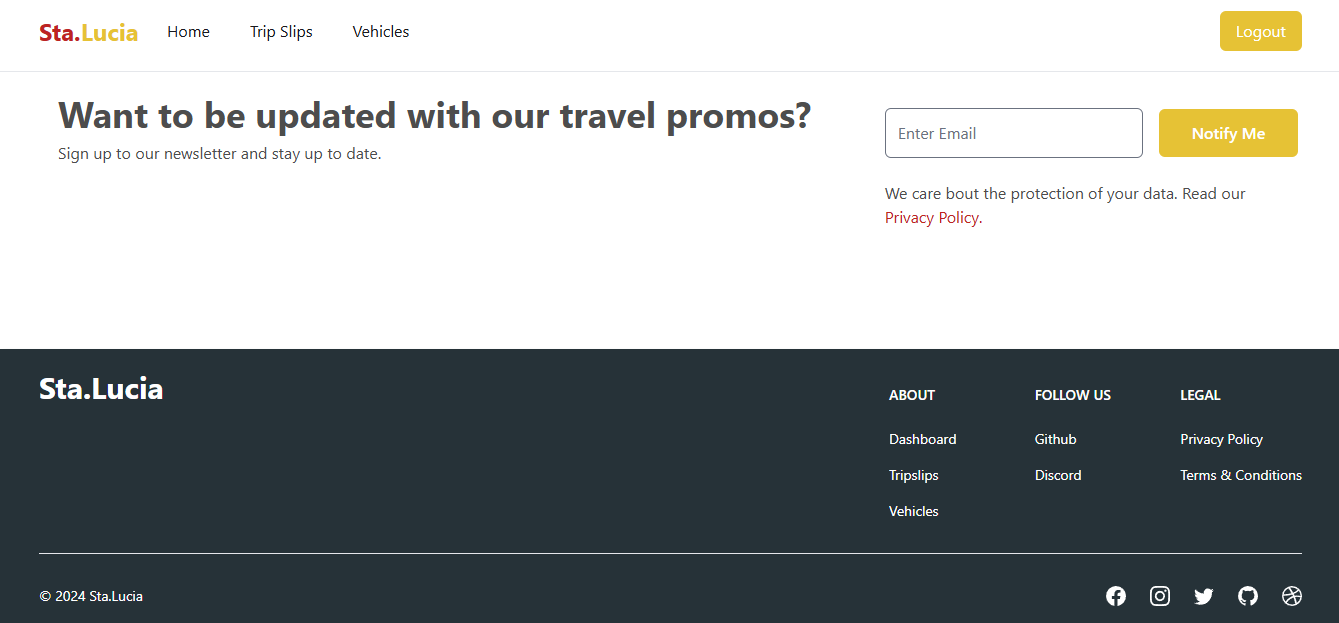 Sta.Lucia
Home
Trip Slips
Vehicles
Logout
Want to be updated with our travel promos?
Sign up to our newsletter and stay up to date.
Enter Email
Notify Me
We care bout the protection of your data. Read our
Privacy Policy.
Sta.Lucia
ABOUT
Dashboard
Tripslips
Vehicles
FOLLOW US
Github
Discord
LEGAL
Privacy Policy
Terms & Conditions
© 2024 Sta.Lucia